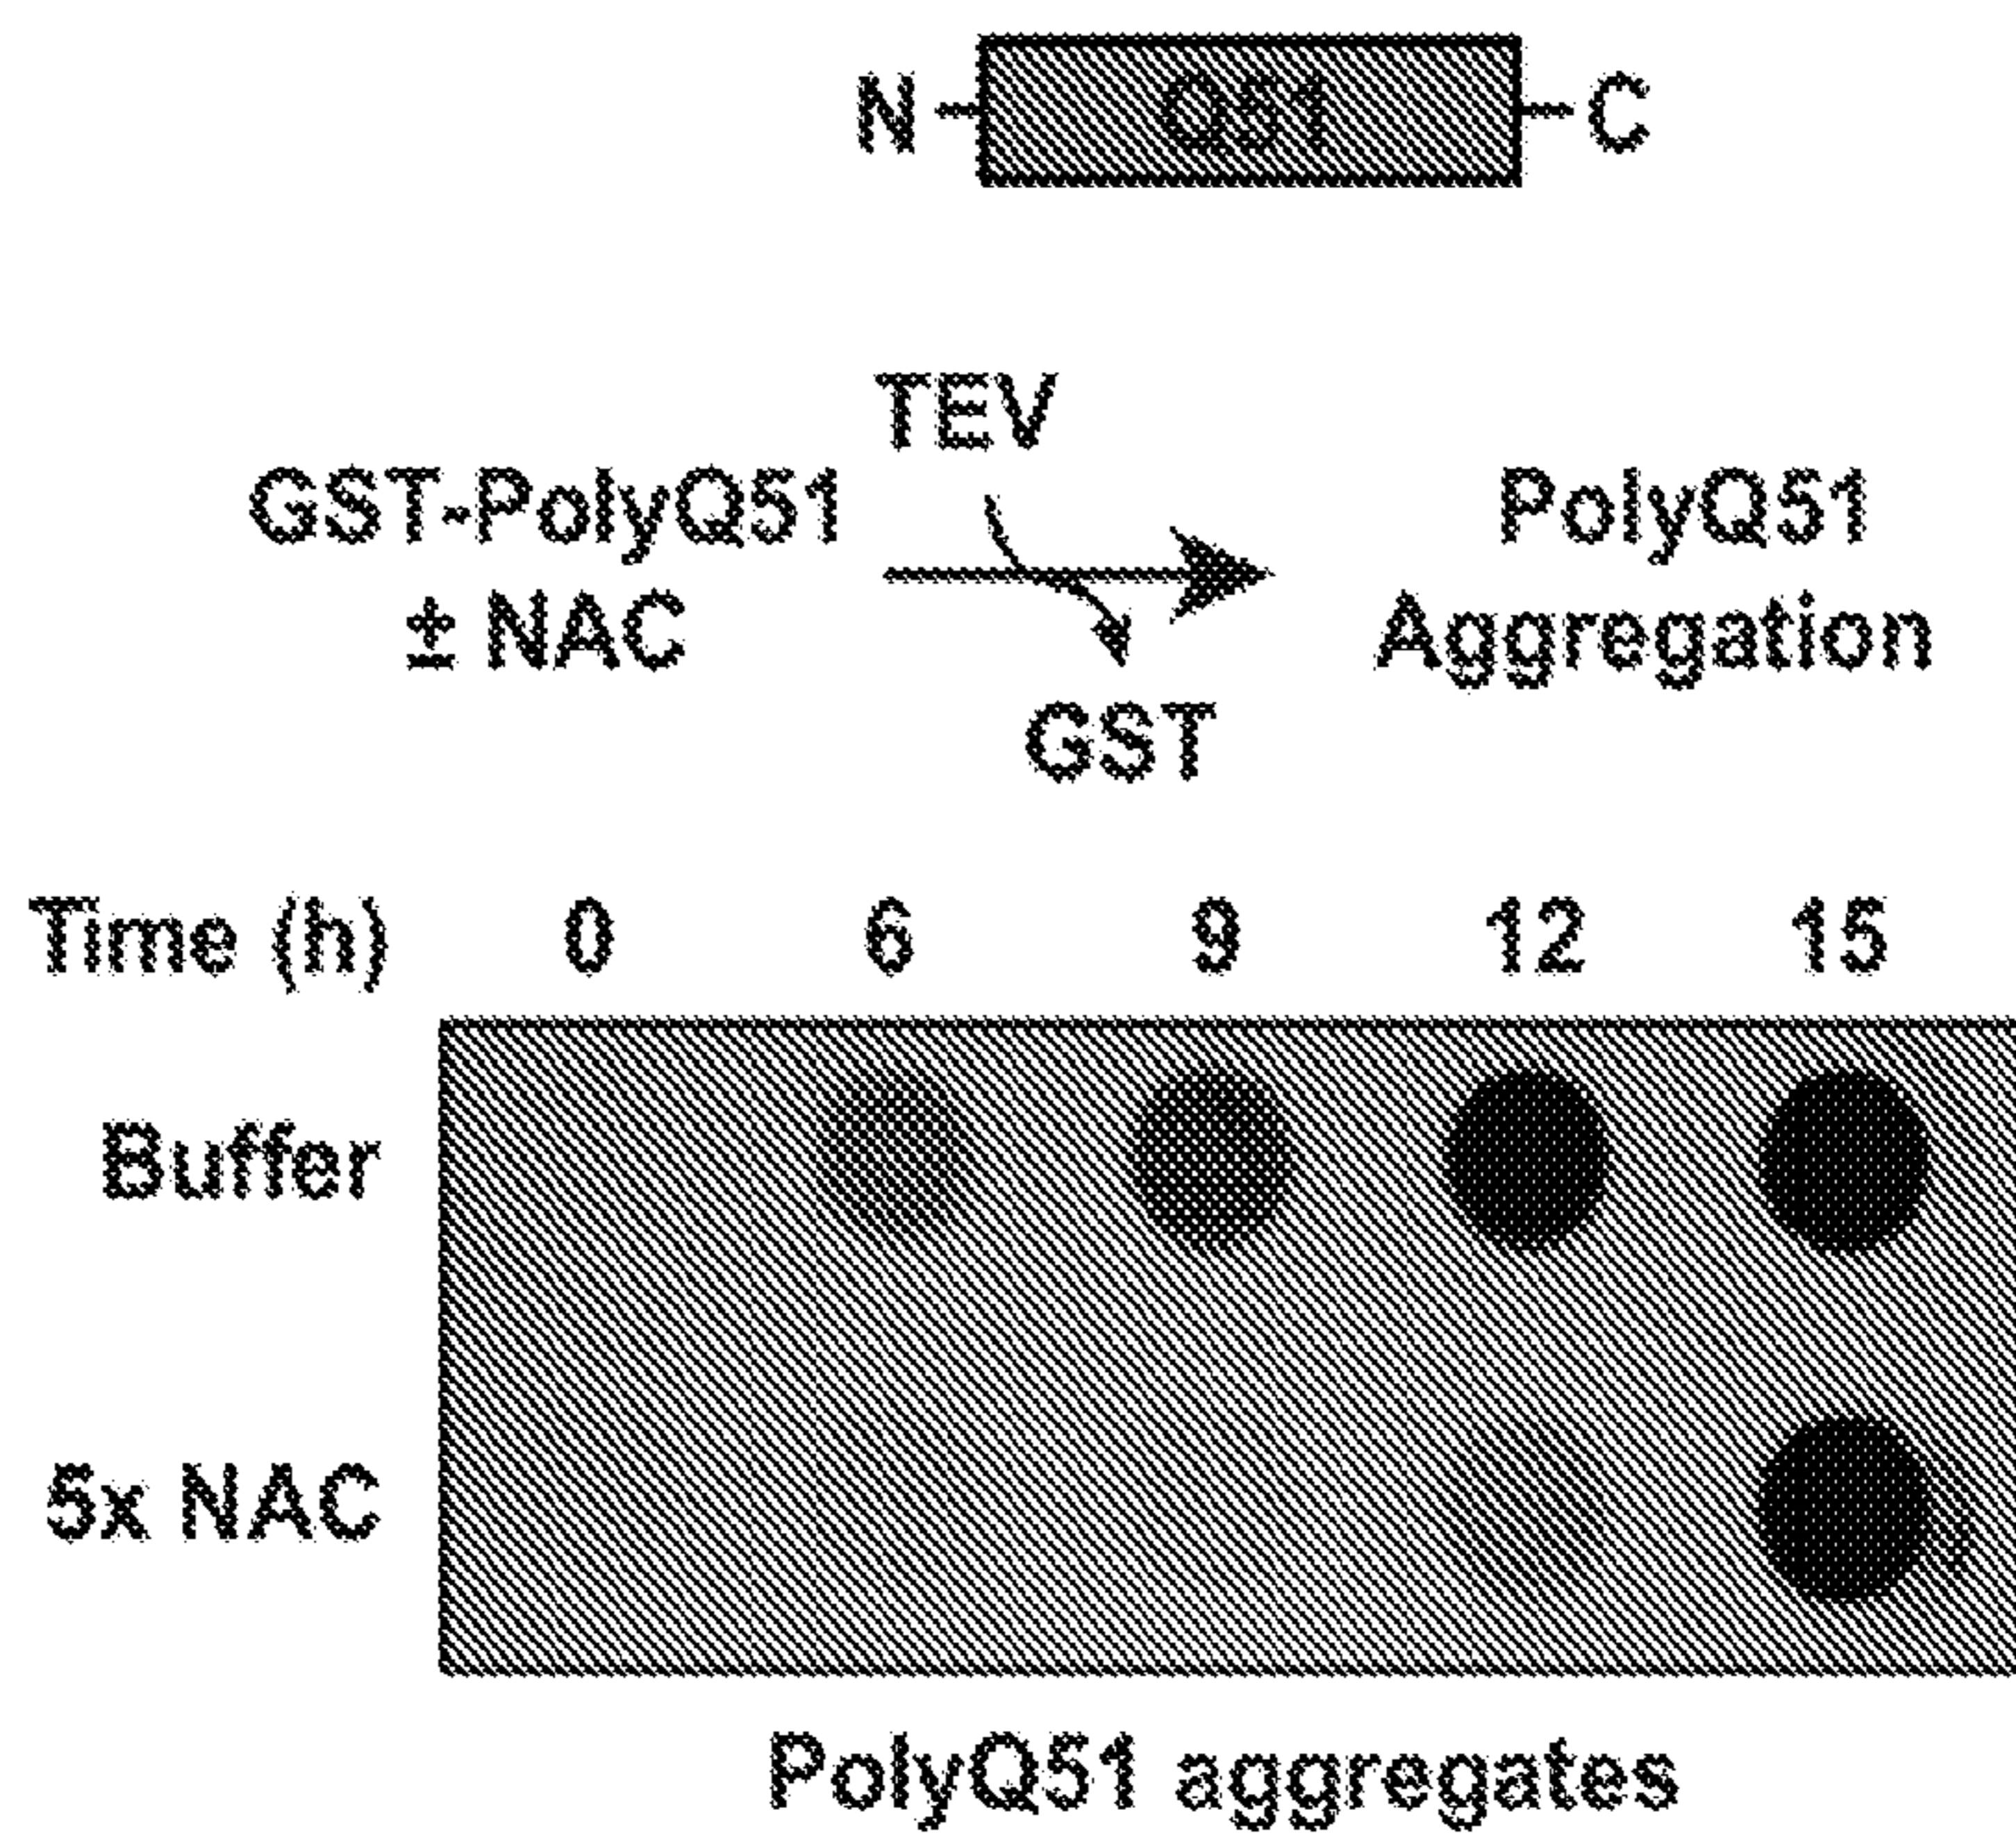 N Q51 C
TEV
GST-PolyQ51
± NAC
GST
PolyQ51
Aggregation
Time (h) 0 6 9 12 15
Buffer
5x NAC
PolyQ51 aggregates